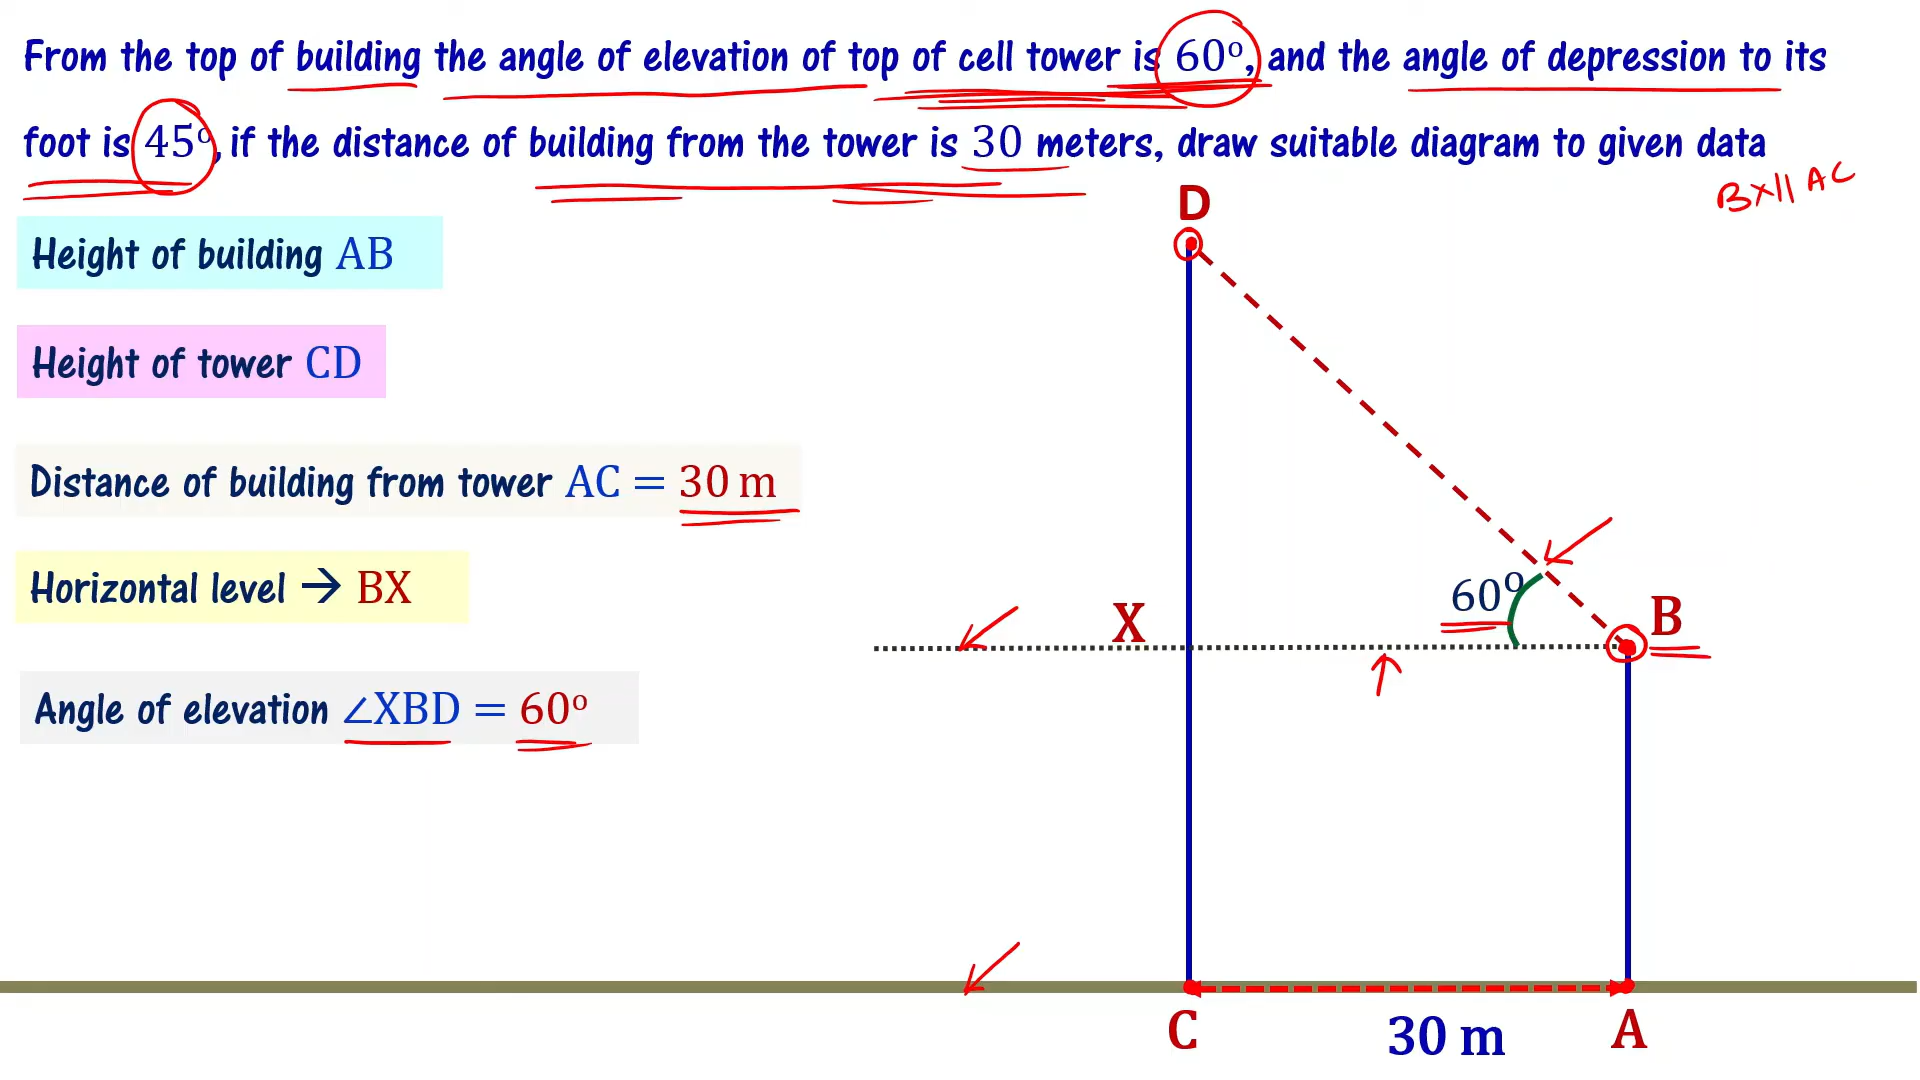 From the top of building the angle of elevation of top of cell tower is 60°, and the angle of depression to its
foot is 45°, if the distance of building from the tower is 30 meters, draw suitable diagram to given data
BX || AC
D
Height of building AB
Height of tower CD
Distance of building from tower AC = 30 m
Horizontal level → BX
60°
X
B
Angle of elevation ∠XBD = 60°
C
30 m
A